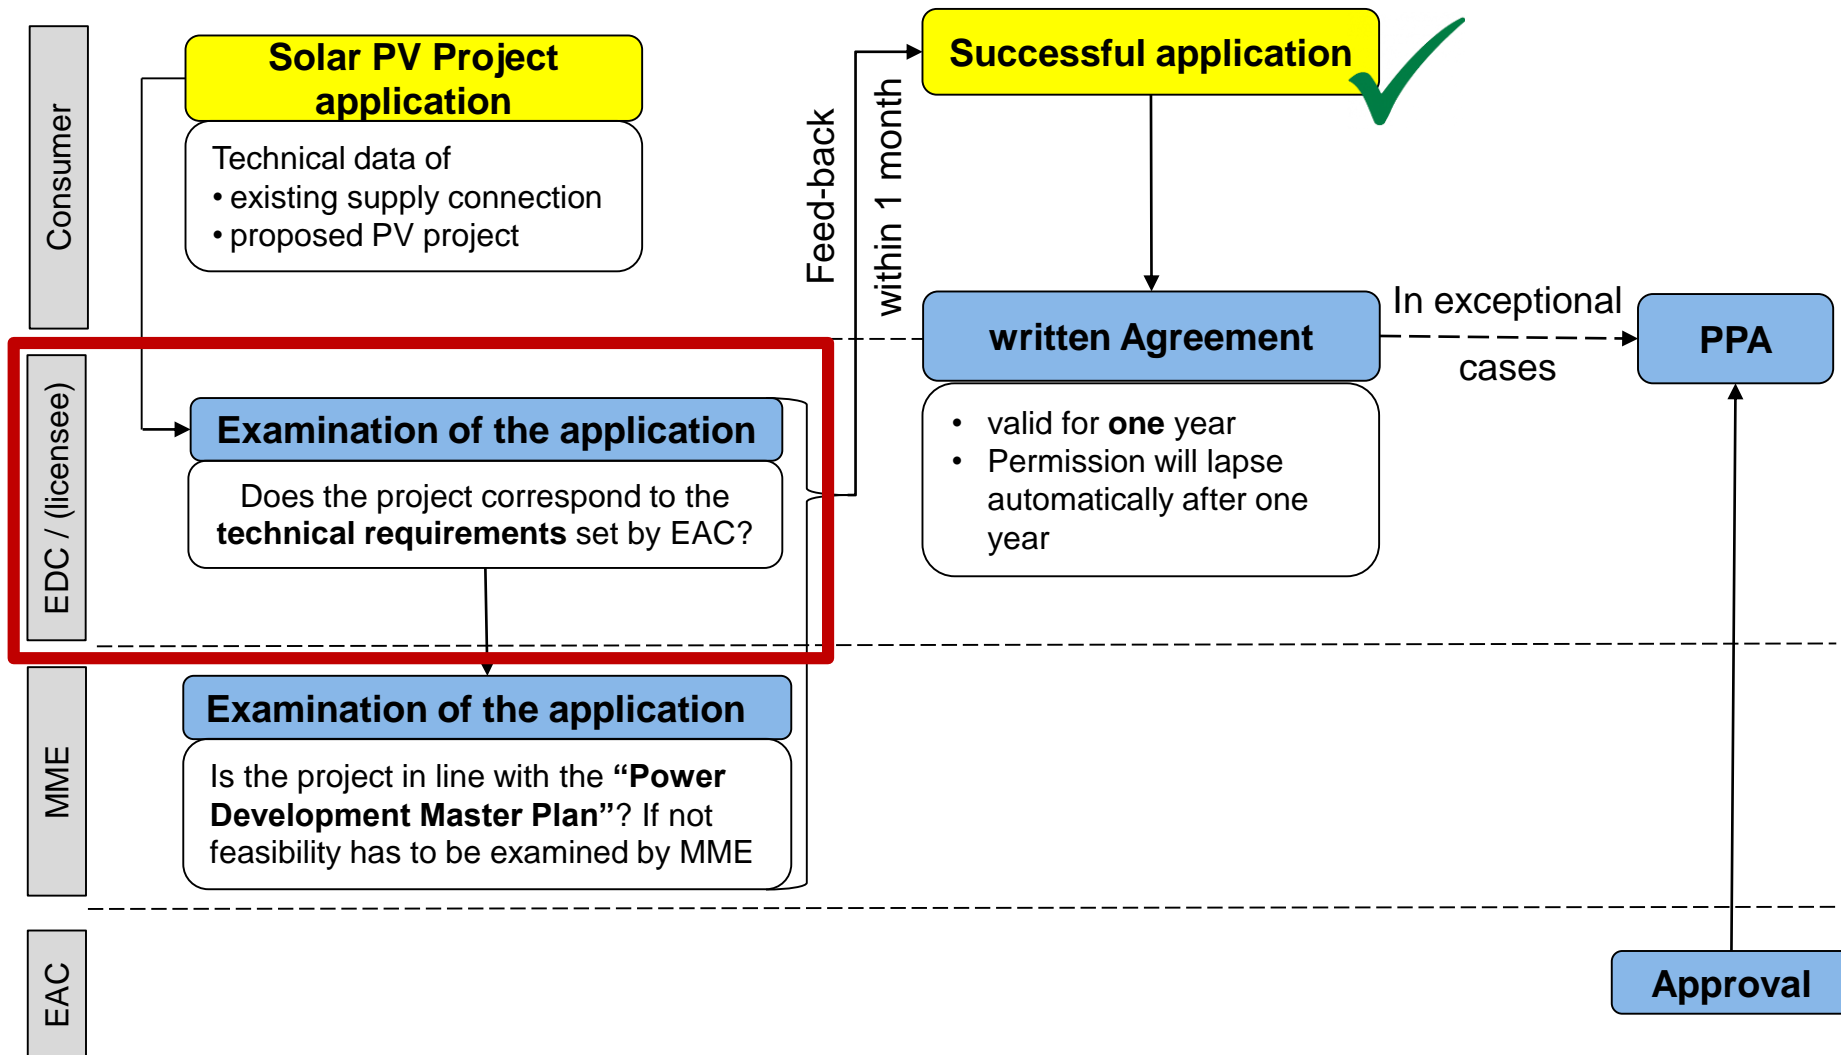 Consumer
Solar PV Project
application
Technical data of
• existing supply connection
• proposed PV project
Feed-back
within 1 month
Successful application
written Agreement
• valid for one year
• Permission will lapse
automatically after one
year
In exceptional
cases
PPA
EDC / (licensee)
Examination of the application
Does the project correspond to the
technical requirements set by EAC?
MME
Examination of the application
Is the project in line with the “Power
Development Master Plan”? If not
feasibility has to be examined by MME
EAC
Approval